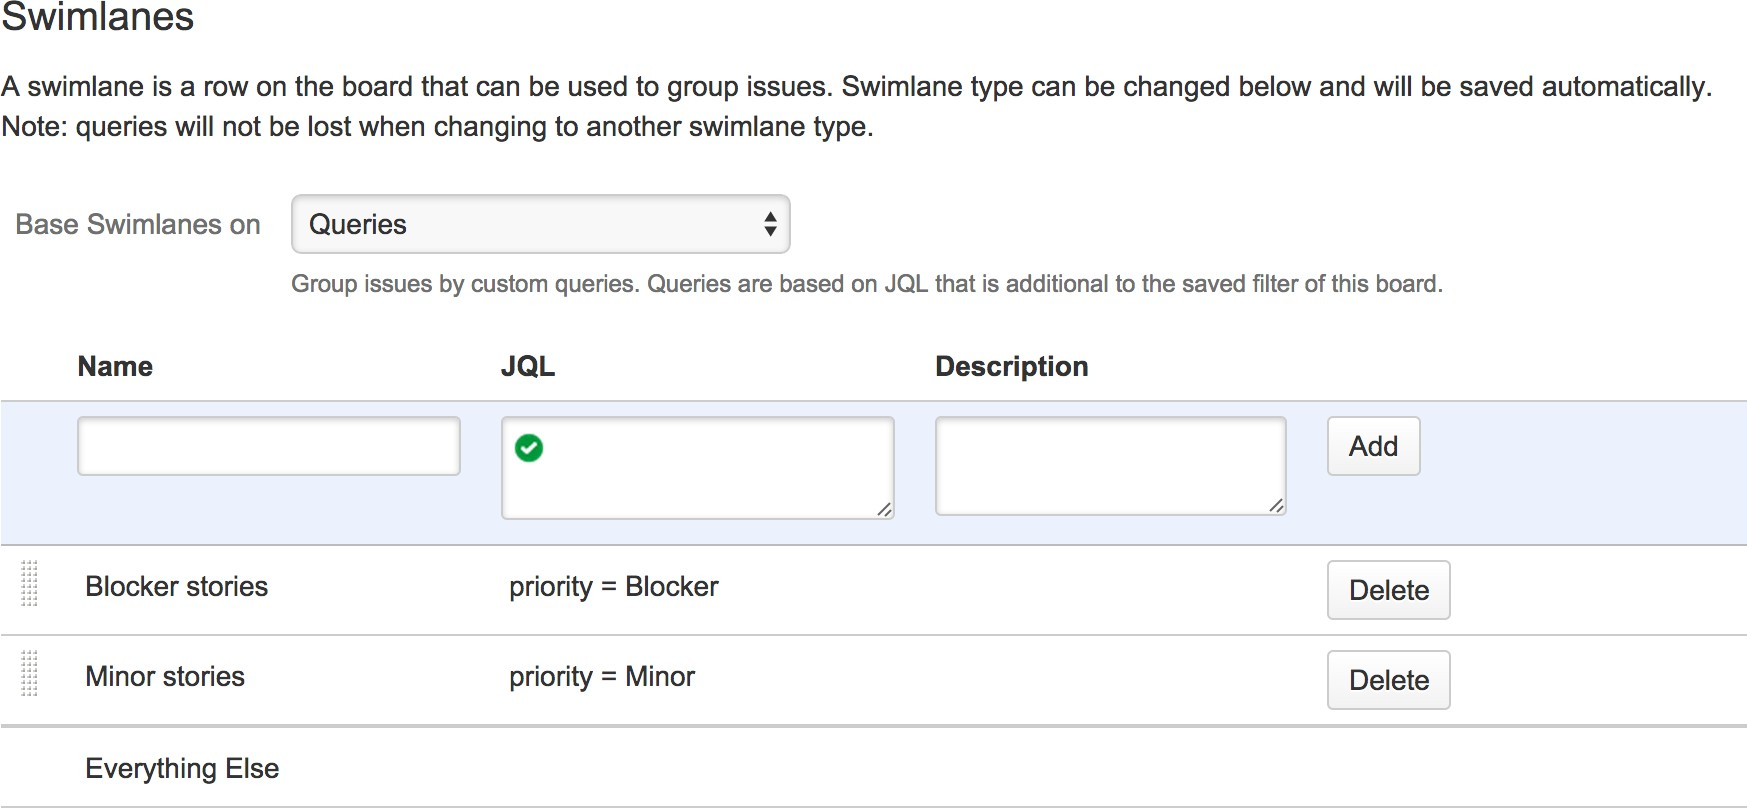 Swimlanes
A swimlane is a row on the board that can be used to group issues. Swimlane type can be changed below and will be saved automatically.
Note: queries will not be lost when changing to another swimlane type.
Base Swimlanes on Queries
Group issues by custom queries. Queries are based on JQL that is additional to the saved filter of this board.
Name JQL Description
Add
Blocker stories priority = Blocker Delete
Minor stories priority = Minor Delete
Everything Else